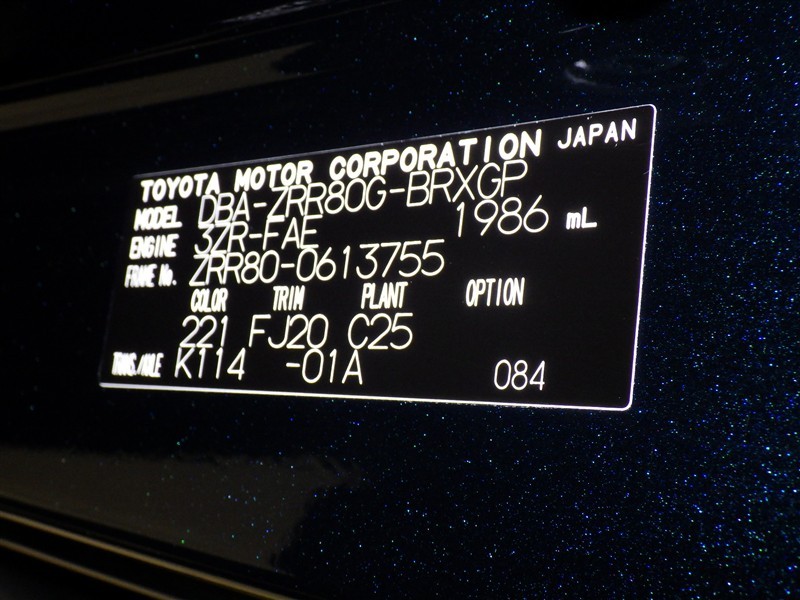 TOYOTA MOTOR CORPORATION JAPAN
MODEL DBA-ZRR80G-BRXGP
ENGINE 3ZR-FAE 1986 mL
FRAME No. ZRR80-0613755
COLOR TRIM PLANT OPTION
221 FJ20 C25
TRANS./AXLE K114 -01A 084